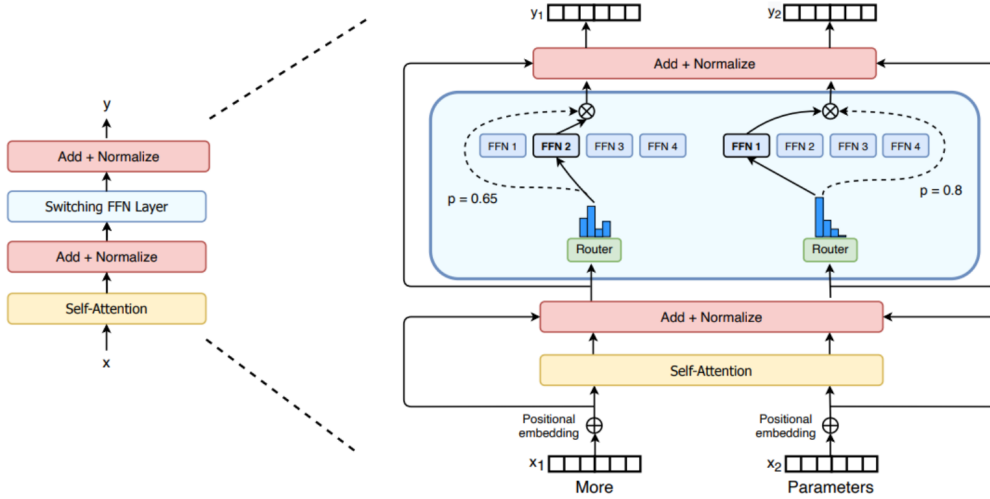 y
Add + Normalize
Switching FFN Layer
Add + Normalize
Self-Attention
x
y1 y2
Add + Normalize
FFN 1 FFN 2 FFN 3 FFN 4 FFN 1 FFN 2 FFN 3 FFN 4
p = 0.65 p = 0.8
Router Router
Add + Normalize
Self-Attention
Positional Positional
embedding embedding
x1 x2
More Parameters